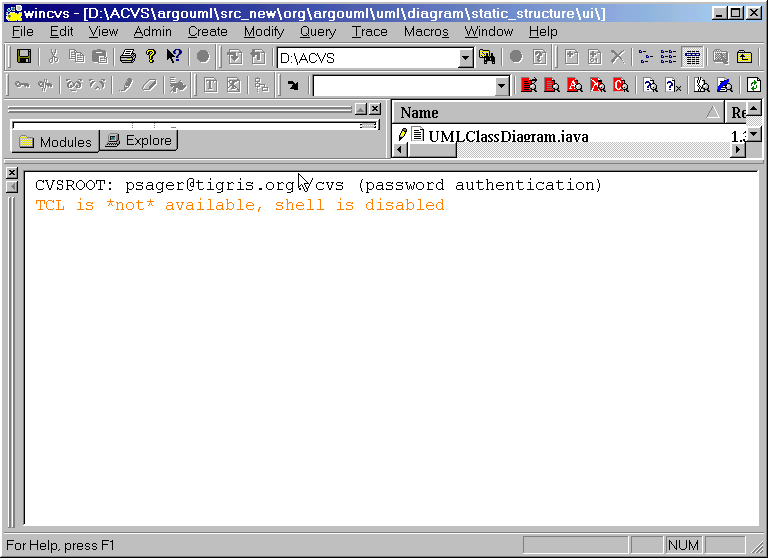 wincvs - [D:\ACVS\argouml\src_new\org\argouml\uml\diagram\static_structure\ui\]
File Edit View Admin Create Modify Query Trace Macros Window Help
D:\ACVS
Name Re
UMLClassDiagram.java 1.3
Modules Explore
CVSROOT: psager@tigris.org:/cvs (password authentication)
TCL is *not* available, shell is disabled
For Help, press F1 NUM